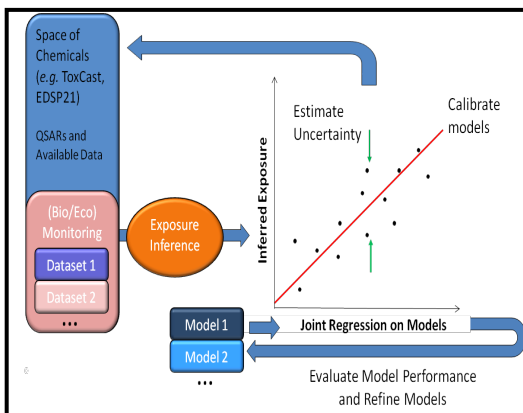 Space of
Chemicals
(e.g. ToxCast,
EDSP21)
QSARs and
Available Data
(Bio/Eco)
Monitoring
Dataset 1
Dataset 2
...
Exposure
Inference
Inferred Exposure
Estimate
Uncertainty
Calibrate
models
Model 1
Model 2
...
Joint Regression on Models
Evaluate Model Performance
and Refine Models